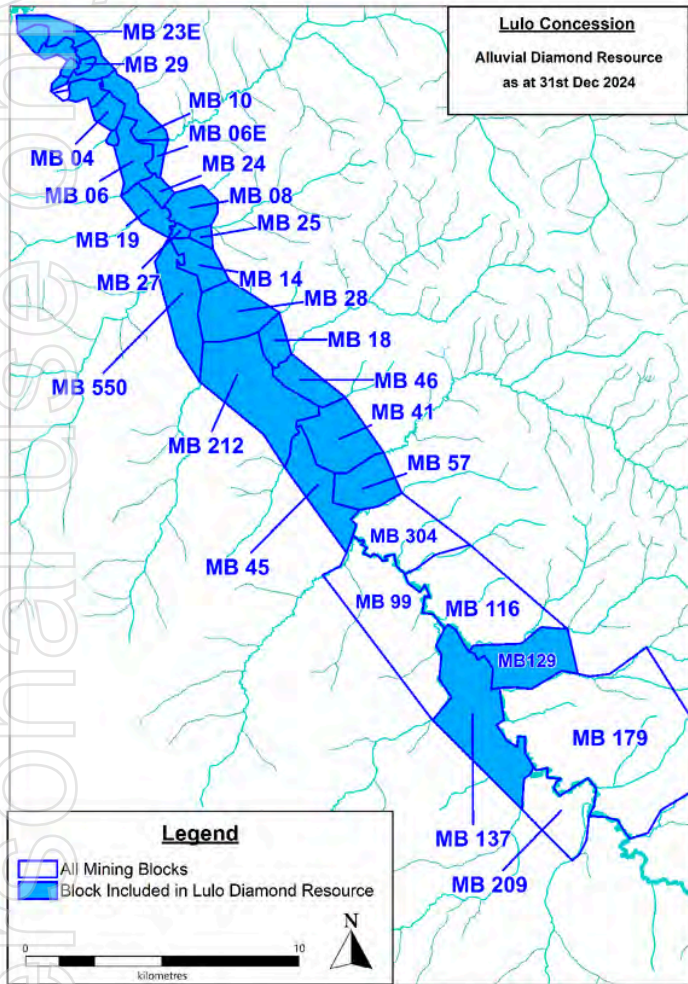 Lulo Concession
Alluvial Diamond Resource
as at 31st Dec 2024
MB 23E
MB 29
MB 10
MB 06E
MB 04
MB 24
MB 06
MB 08
MB 25
MB 19
MB 27
MB 14
MB 28
MB 18
MB 550
MB 46
MB 41
MB 212
MB 57
MB 304
MB 45
MB 99
MB 116
MB129
MB 179
MB 137
MB 209
Legend
All Mining Blocks
Block Included in Lulo Diamond Resource
N
0 10
kilometres
ersonal use on